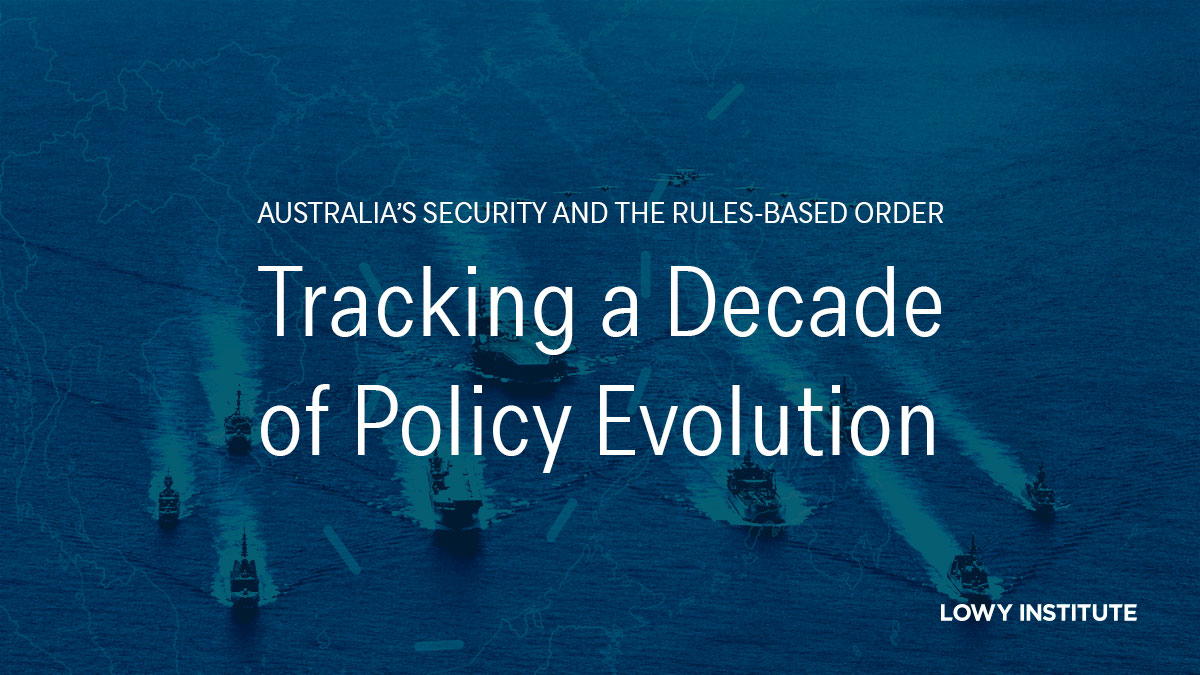 AUSTRALIA’S SECURITY AND THE RULES-BASED ORDER
Tracking a Decade
of Policy Evolution
LOWY INSTITUTE